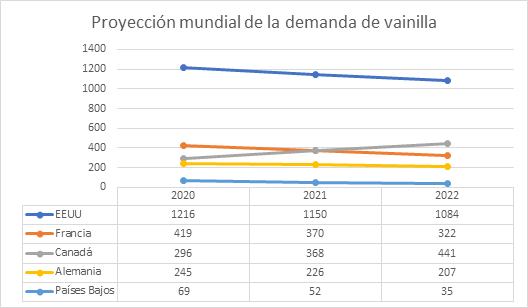 Proyección mundial de la demanda de vainilla
1400
1200
1000
800
600
400
200
0
2020 2021 2022
EEUU 1216 1150 1084
Francia 419 370 322
Canadá 296 368 441
Alemania 245 226 207
Países Bajos 69 52 35